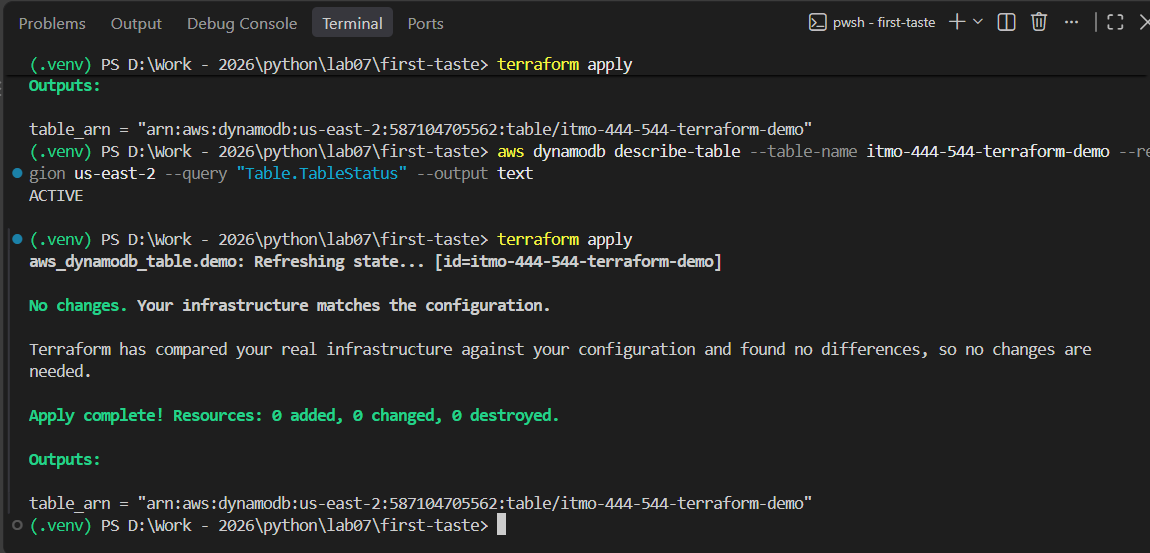 Problems Output Debug Console Terminal Ports pwsh - first-taste
(.venv) PS D:\Work - 2026\python\lab07\first-taste> terraform apply
Outputs:
table_arn = "arn:aws:dynamodb:us-east-2:587104705562:table/itmo-444-544-terraform-demo"
(.venv) PS D:\Work - 2026\python\lab07\first-taste> aws dynamodb describe-table --table-name itmo-444-544-terraform-demo --re
gion us-east-2 --query "Table.TableStatus" --output text
ACTIVE
(.venv) PS D:\Work - 2026\python\lab07\first-taste> terraform apply
aws_dynamodb_table.demo: Refreshing state... [id=itmo-444-544-terraform-demo]
No changes. Your infrastructure matches the configuration.
Terraform has compared your real infrastructure against your configuration and found no differences, so no changes are
needed.
Apply complete! Resources: 0 added, 0 changed, 0 destroyed.
Outputs:
table_arn = "arn:aws:dynamodb:us-east-2:587104705562:table/itmo-444-544-terraform-demo"
(.venv) PS D:\Work - 2026\python\lab07\first-taste>